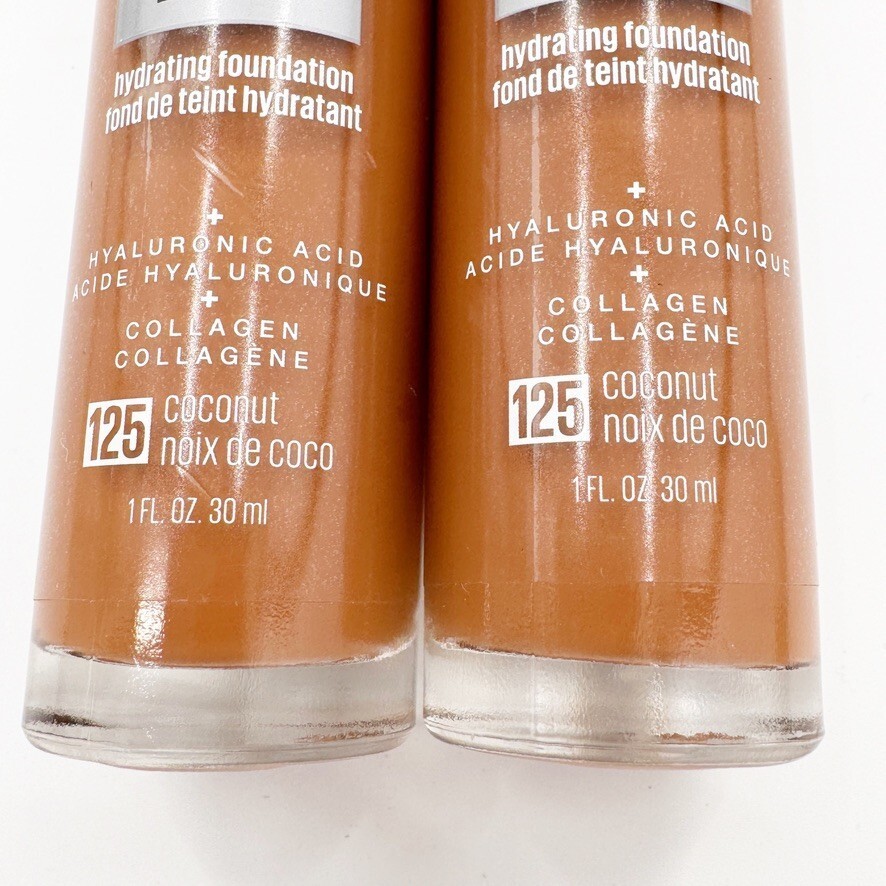 hydrating foundation
fond de teint hydratant
+
HYALURONIC ACID
ACIDE HYALURONIQUE
+
COLLAGEN
COLLAGÈNE
125 coconut
noix de coco
1 FL. OZ. 30 ml
hydrating foundation
fond de teint hydratant
+
HYALURONIC ACID
ACIDE HYALURONIQUE
+
COLLAGEN
COLLAGÈNE
125 coconut
noix de coco
1 FL. OZ. 30 ml